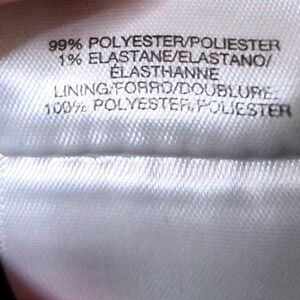 99% POLYESTER/POLIESTER
1% ELASTANE/ELASTANO/
ÉLASTHANNE
LINING/FORRO/DOUBLURE:
100% POLYESTER/POLIESTER